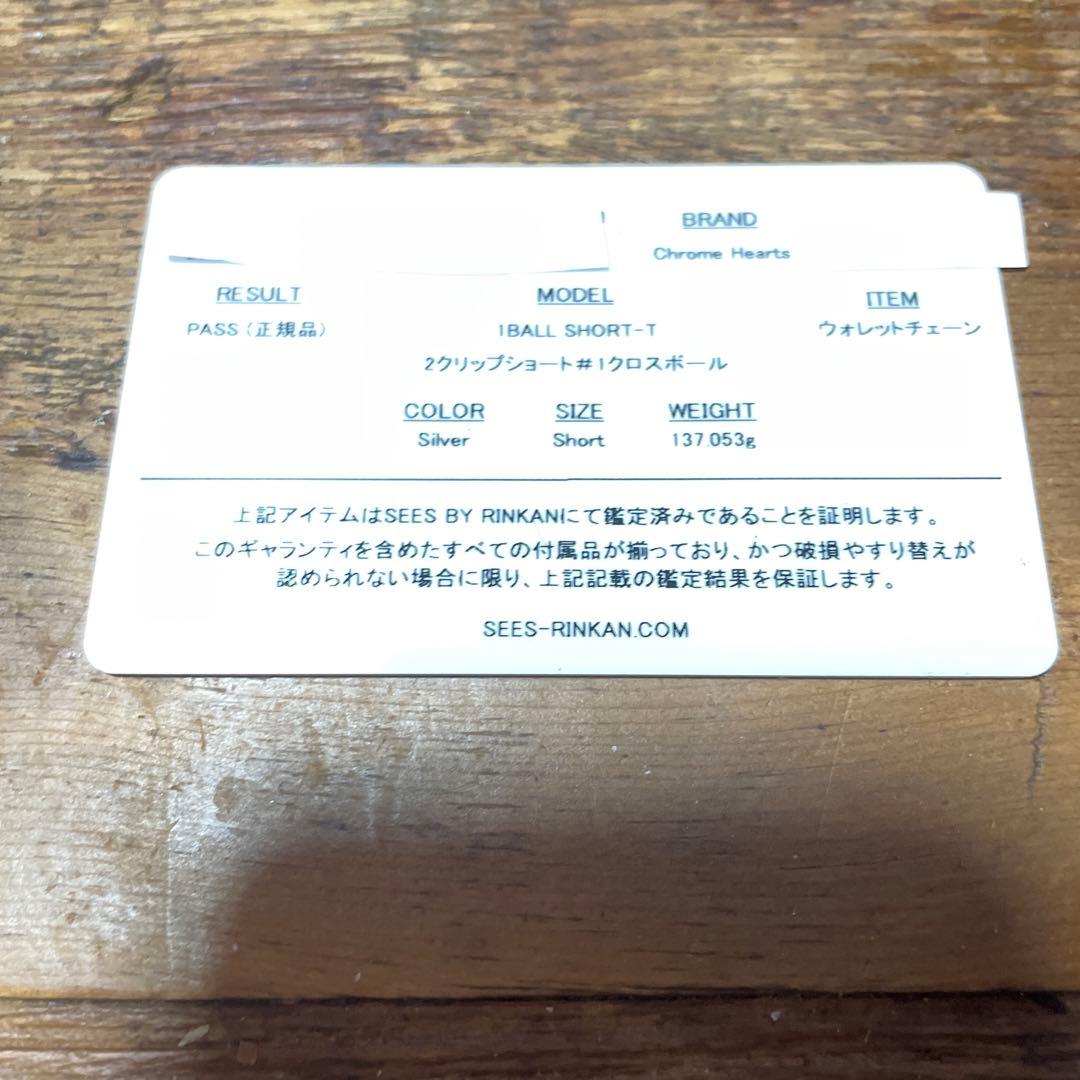 BRAND
Chrome Hearts
RESULT MODEL ITEM
PASS (正規品) 1BALL SHORT-T ウォレットチェーン
2クリップショート#1クロスボール
COLOR SIZE WEIGHT
Silver Short 137.053g
上記アイテムはSEES BY RINKANにて鑑定済みであることを証明します。
このギャランティを含めたすべての付属品が揃っており、かつ破損やすり替えが
認められない場合に限り、上記記載の鑑定結果を保証します。
SEES-RINKAN.COM